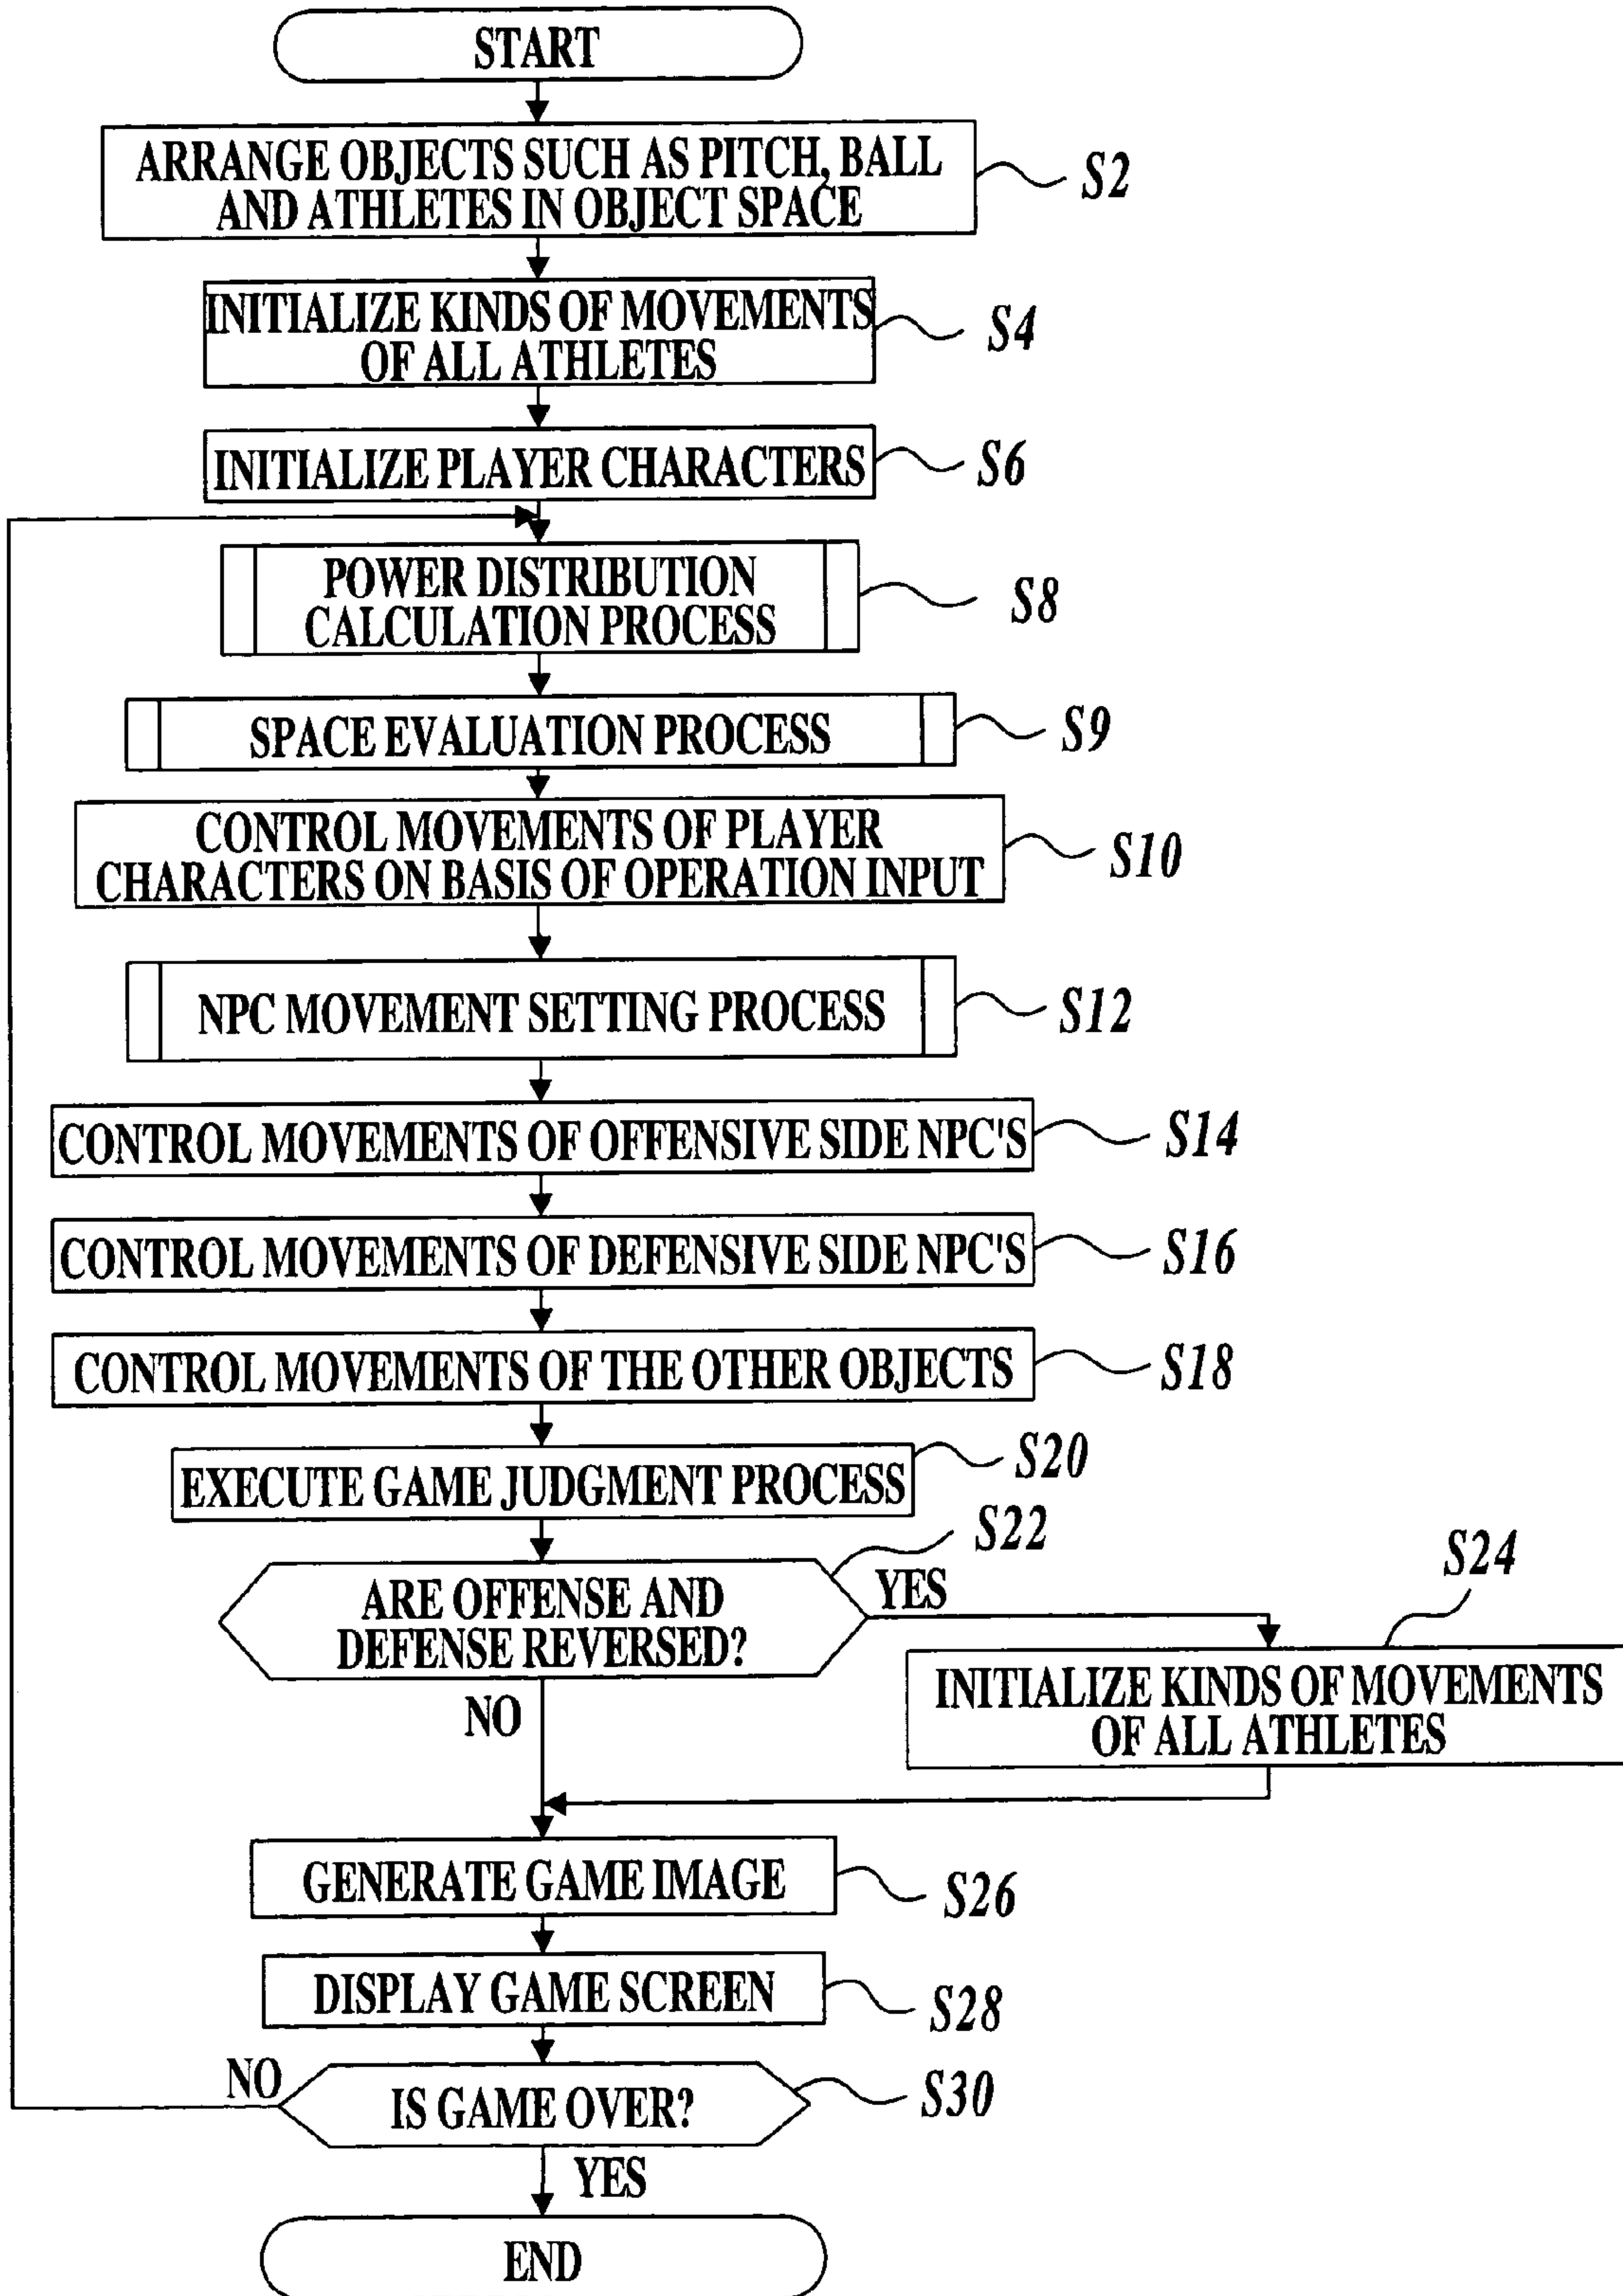 START
ARRANGE OBJECTS SUCH AS PITCH, BALL
AND ATHLETES IN OBJECT SPACE
S2
INITIALIZE KINDS OF MOVEMENTS
OF ALL ATHLETES
S4
INITIALIZE PLAYER CHARACTERS
S6
POWER DISTRIBUTION
CALCULATION PROCESS
S8
SPACE EVALUATION PROCESS
S9
CONTROL MOVEMENTS OF PLAYER
CHARACTERS ON BASIS OF OPERATION INPUT
S10
NPC MOVEMENT SETTING PROCESS
S12
CONTROL MOVEMENTS OF OFFENSIVE SIDE NPC'S
S14
CONTROL MOVEMENTS OF DEFENSIVE SIDE NPC'S
S16
CONTROL MOVEMENTS OF THE OTHER OBJECTS
S18
EXECUTE GAME JUDGMENT PROCESS
S20
ARE OFFENSE AND
DEFENSE REVERSED?
S22
YES
NO
S24
INITIALIZE KINDS OF MOVEMENTS
OF ALL ATHLETES
GENERATE GAME IMAGE
S26
DISPLAY GAME SCREEN
S28
NO
IS GAME OVER?
S30
YES
END